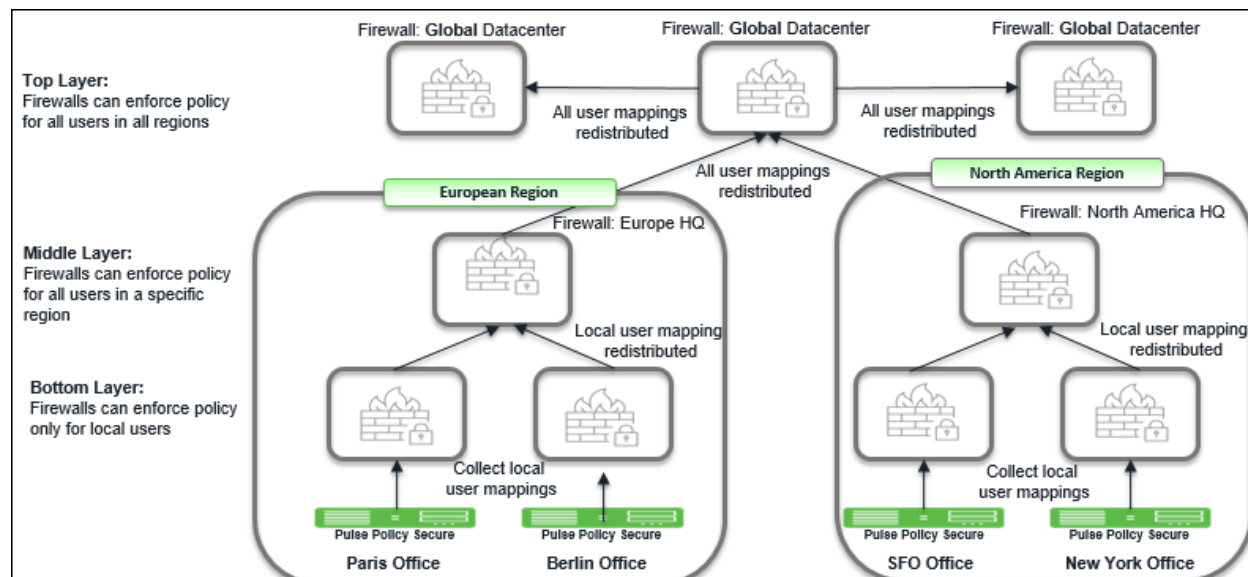 Firewall: Global Datacenter
Firewall: Global Datacenter
Firewall: Global Datacenter
Top Layer:
Firewalls can enforce policy
for all users in all regions
All user mappings
redistributed
All user mappings
redistributed
All user mappings
redistributed
European Region
North America Region
Firewall: Europe HQ
Firewall: North America HQ
Middle Layer:
Firewalls can enforce policy
for all users in a specific
region
Local user mapping
redistributed
Local user mapping
redistributed
Bottom Layer:
Firewalls can enforce policy
only for local users
Collect local
user mappings
Collect local
user mappings
Pulse Policy Secure
Pulse Policy Secure
Pulse Policy Secure
Pulse Policy Secure
Paris Office
Berlin Office
SFO Office
New York Office